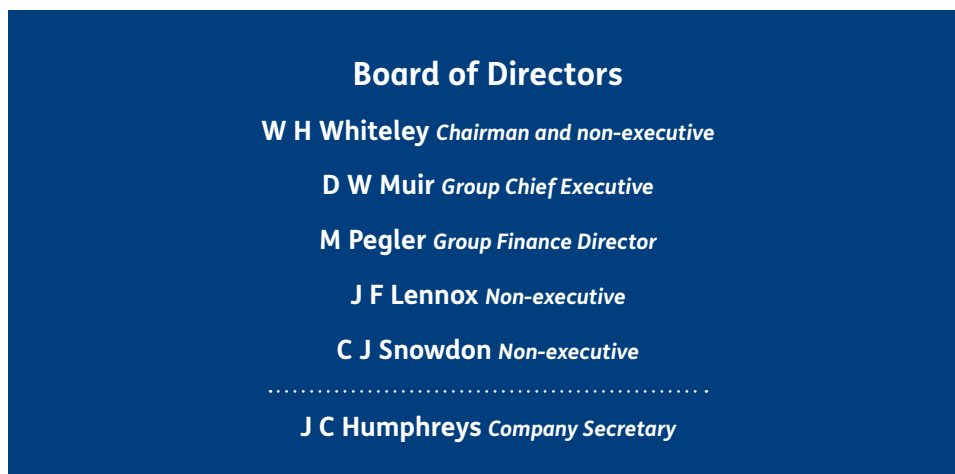 Board of Directors
W H Whiteley Chairman and non-executive
D W Muir Group Chief Executive
M Pegler Group Finance Director
J F Lennox Non-executive
C J Snowdon Non-executive
J C Humphreys Company Secretary